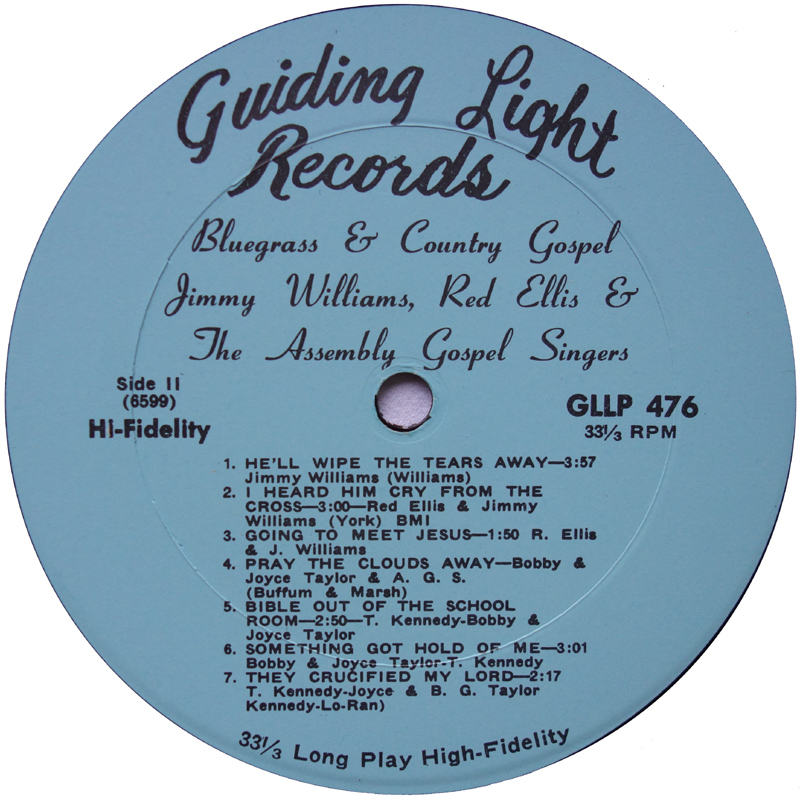 Guiding Light
Records
Bluegrass & Country Gospel
Jimmy Williams, Red Ellis &
The Assembly Gospel Singers
Side II
(6599)
Hi-Fidelity
GLLP 476
33⅓ RPM
1. HE'LL WIPE THE TEARS AWAY—3:57
Jimmy Williams (Williams)
2. I HEARD HIM CRY FROM THE
CROSS—3:00—Red Ellis & Jimmy
Williams (York) BMI
3. GOING TO MEET JESUS—1:50 R. Ellis
& J. Williams
4. PRAY THE CLOUDS AWAY—Bobby &
Joyce Taylor & A. G. S.
(Buffum & Marsh)
5. BIBLE OUT OF THE SCHOOL
ROOM—2:50—T. Kennedy-Bobby &
Joyce Taylor
6. SOMETHING GOT HOLD OF ME—3:01
Bobby & Joyce Taylor-T. Kennedy
7. THEY CRUCIFIED MY LORD—2:17
T. Kennedy-Joyce & B. G. Taylor
Kennedy-Lo-Ran)
33⅓ Long Play High-Fidelity